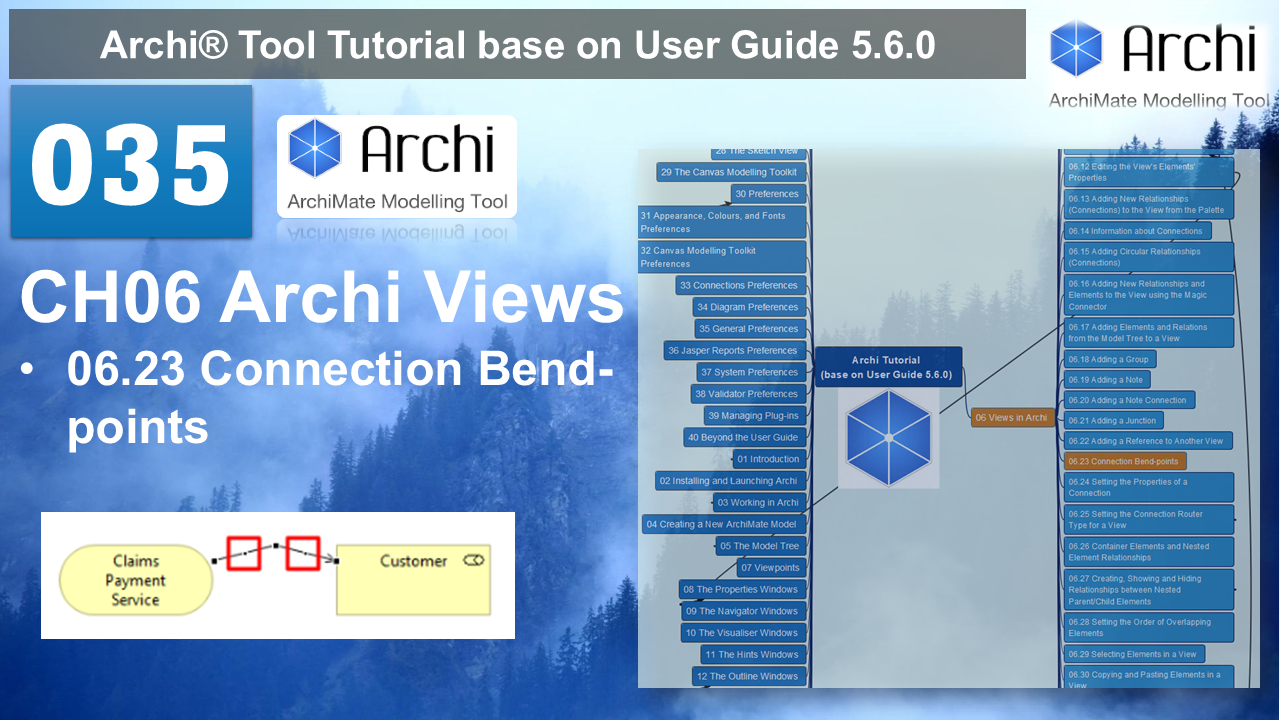 Archi® Tool Tutorial base on User Guide 5.6.0
Archi
ArchiMate Modelling Tool
035
Archi
ArchiMate Modelling Tool
CH06 Archi Views
• 06.23 Connection Bend-
points
Claims
Payment
Service
Customer
28 The Sketch View
29 The Canvas Modelling Toolkit
30 Preferences
31 Appearance, Colours, and Fonts
Preferences
32 Canvas Modelling Toolkit
Preferences
33 Connections Preferences
34 Diagram Preferences
35 General Preferences
36 Jasper Reports Preferences
37 System Preferences
38 Validator Preferences
39 Managing Plug-ins
40 Beyond the User Guide
01 Introduction
02 Installing and Launching Archi
03 Working in Archi
04 Creating a New ArchiMate Model
05 The Model Tree
07 Viewpoints
08 The Properties Windows
09 The Navigator Windows
10 The Visualiser Windows
11 The Hints Windows
12 The Outline Windows
Archi Tutorial
(base on User Guide 5.6.0)
06 Views in Archi
06.12 Editing the View's Elements'
Properties
06.13 Adding New Relationships
(Connections) to the View from the Palette
06.14 Information about Connections
06.15 Adding Circular Relationships
(Connections)
06.16 Adding New Relationships and
Elements to the View using the Magic
Connector
06.17 Adding Elements and Relations
from the Model Tree to a View
06.18 Adding a Group
06.19 Adding a Note
06.20 Adding a Note Connection
06.21 Adding a Junction
06.22 Adding a Reference to Another View
06.23 Connection Bend-points
06.24 Setting the Properties of a
Connection
06.25 Setting the Connection Router
Type for a View
06.26 Container Elements and Nested
Element Relationships
06.27 Creating, Showing and Hiding
Relationships between Nested
Parent/Child Elements
06.28 Setting the Order of Overlapping
Elements
06.29 Selecting Elements in a View
06.30 Copying and Pasting Elements in a
View